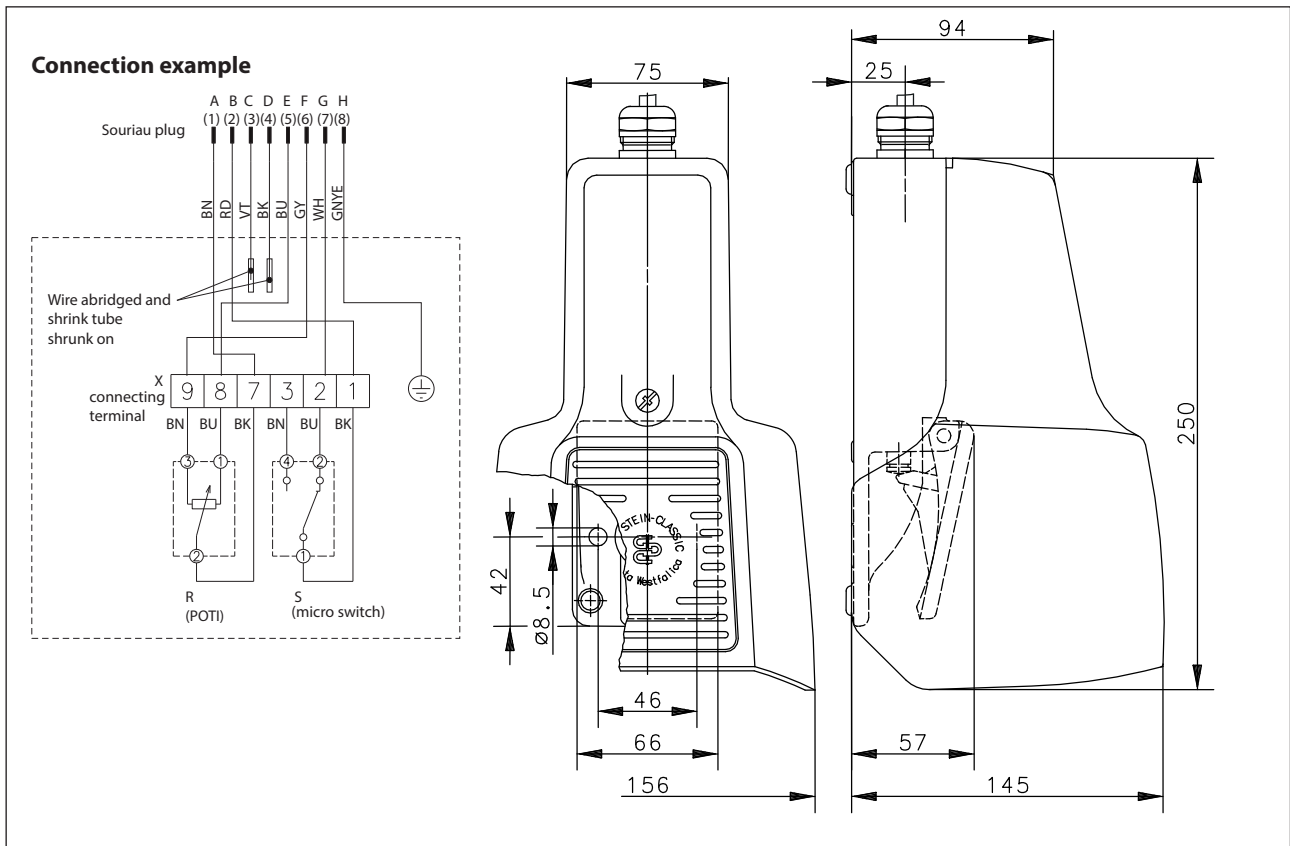 Connection example
A B C D E F G H
Souriau plug
(1) (2) (3) (4) (5) (6) (7) (8)
BN RD VT BK BU GY WH GNYE
Wire abridged and
shrink tube
shrunk on
X
connecting
terminal
9 8 7 3 2 1
BN BU BK BN BU BK
3 1 4 2
2 1
R
(POTI)
S
(micro switch)
75
STEIN-CLASSIC
ta Westfalica
42
ø8.5
46
66
156
94
25
250
57
145